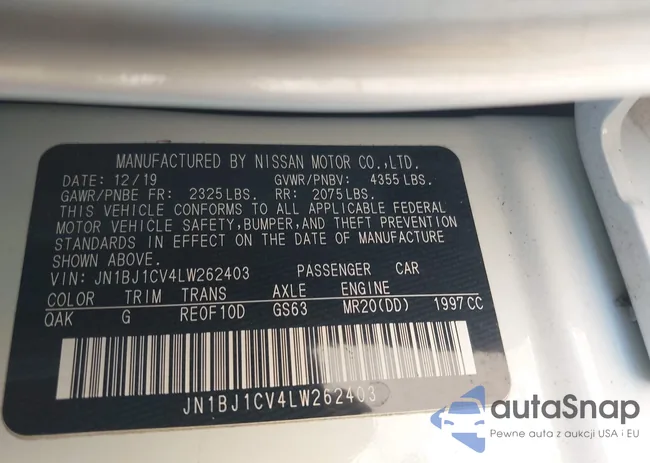 MANUFACTURED BY NISSAN MOTOR CO.,LTD.
DATE: 12/19 GVWR/PNBV: 4355 LBS.
GAWR/PNBE FR: 2325 LBS. RR: 2075 LBS.
THIS VEHICLE CONFORMS TO ALL APPLICABLE FEDERAL
MOTOR VEHICLE SAFETY, BUMPER, AND THEFT PREVENTION
STANDARDS IN EFFECT ON THE DATE OF MANUFACTURE
SHOWN ABOVE.
VIN: JN1BJ1CV4LW262403 PASSENGER CAR
COLOR TRIM TRANS AXLE ENGINE
QAK G RE0F10D GS63 MR20(DD) 1997 CC
JN1BJ1CV4LW262403
autaSnap
Pewne auta z aukcji USA i EU